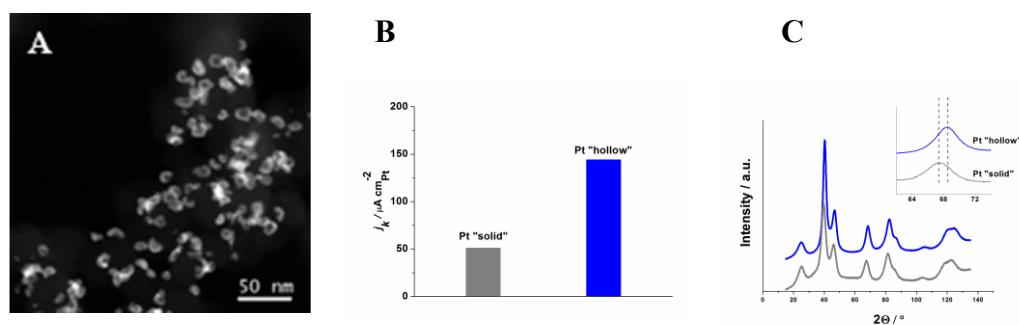 A
50 nm
B
200
150
100
50
0
j_k / µA cm⁻²_Pt
Pt "solid"
Pt "hollow"
C
Intensity / a.u.
Pt "hollow"
Pt "solid"
64 68 72
0 20 40 60 80 100 120 140
2Θ / °